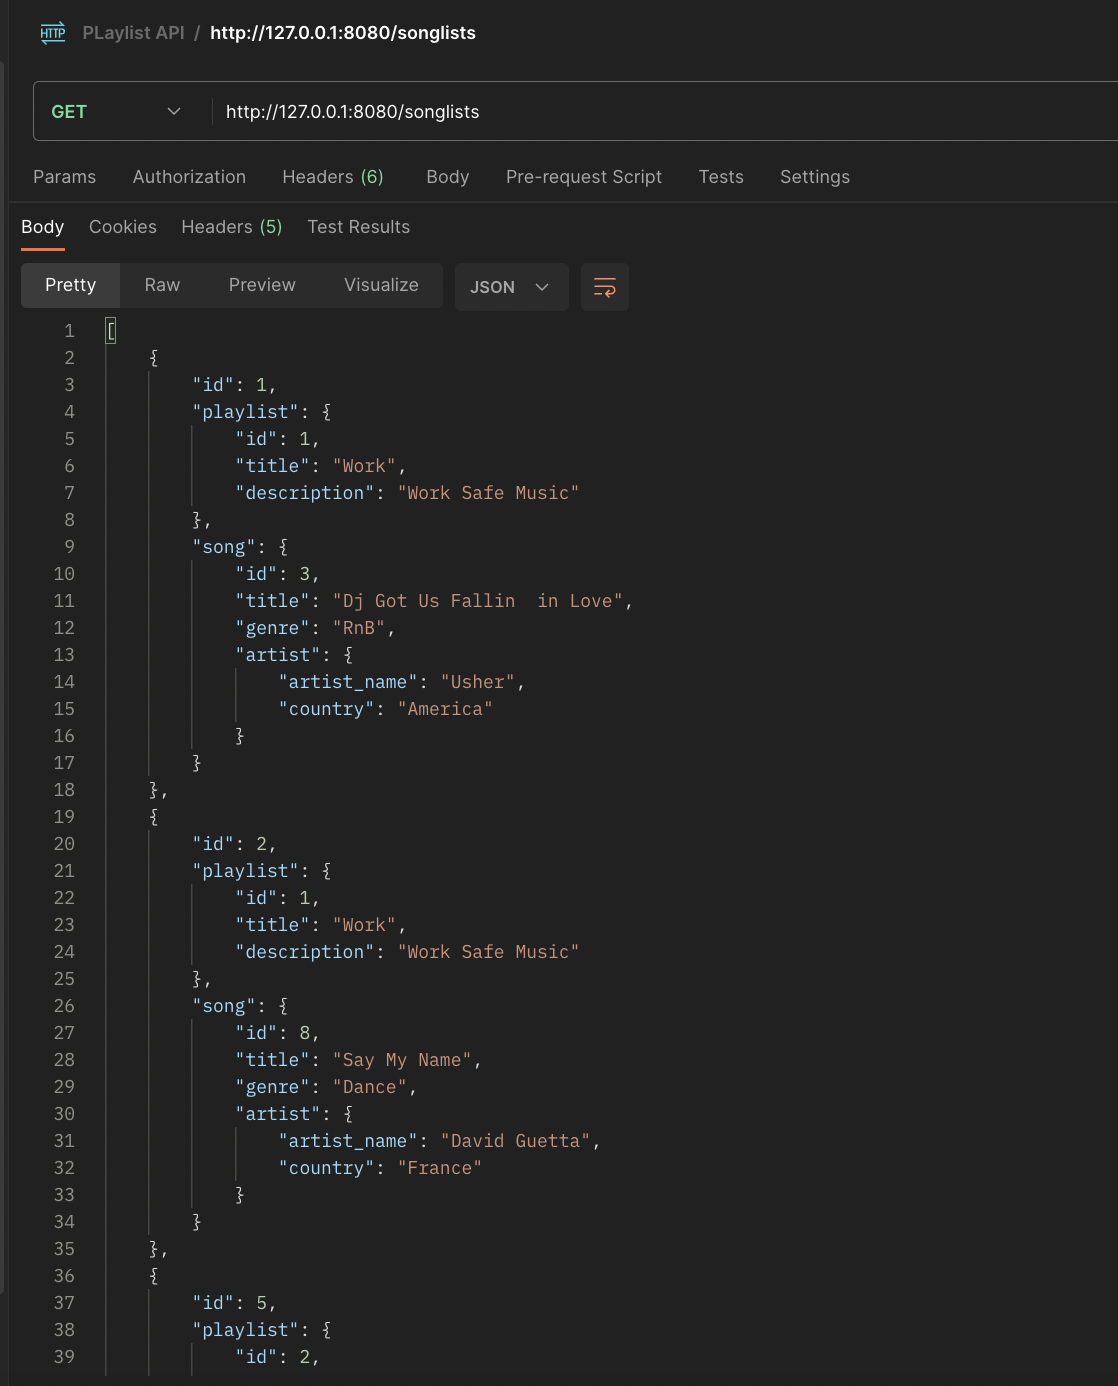 HTTP PLaylist API / http://127.0.0.1:8080/songlists
GET http://127.0.0.1:8080/songlists
Params Authorization Headers (6) Body Pre-request Script Tests Settings
Body Cookies Headers (5) Test Results
Pretty Raw Preview Visualize JSON
1 [
2 {
3 "id": 1,
4 "playlist": {
5 "id": 1,
6 "title": "Work",
7 "description": "Work Safe Music"
8 },
9 "song": {
10 "id": 3,
11 "title": "Dj Got Us Fallin  in Love",
12 "genre": "RnB",
13 "artist": {
14 "artist_name": "Usher",
15 "country": "America"
16 }
17 }
18 },
19 {
20 "id": 2,
21 "playlist": {
22 "id": 1,
23 "title": "Work",
24 "description": "Work Safe Music"
25 },
26 "song": {
27 "id": 8,
28 "title": "Say My Name",
29 "genre": "Dance",
30 "artist": {
31 "artist_name": "David Guetta",
32 "country": "France"
33 }
34 }
35 },
36 {
37 "id": 5,
38 "playlist": {
39 "id": 2,